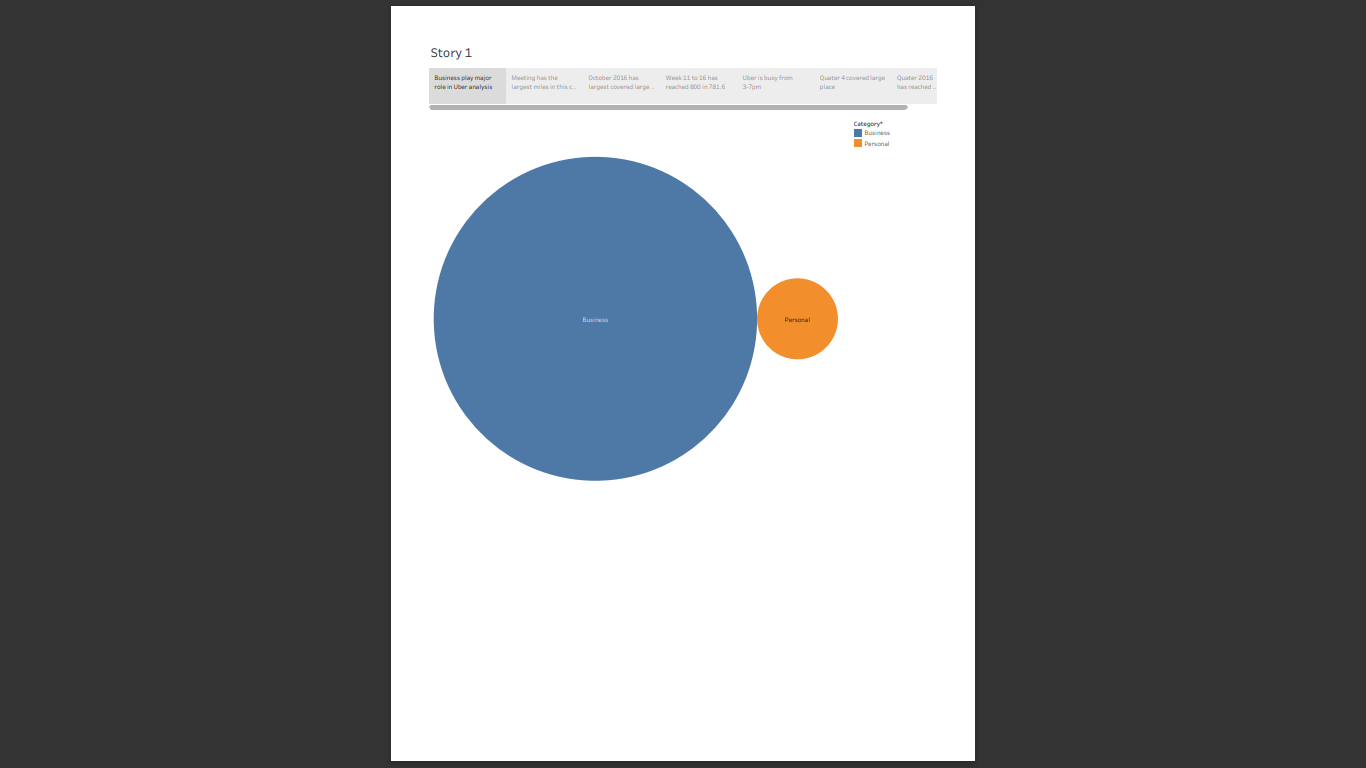 Story 1
Business play major
role in Uber analysis
Meeting has the
largest miles in this c...
October 2016 has
largest covered large ...
Week 11 to 16 has
reached 800 in 781.6
Uber is busy from
3-7pm
Quater 4 covered large
place
Quater 2016
has reached ...
Category*
Business
Personal
Business
Personal